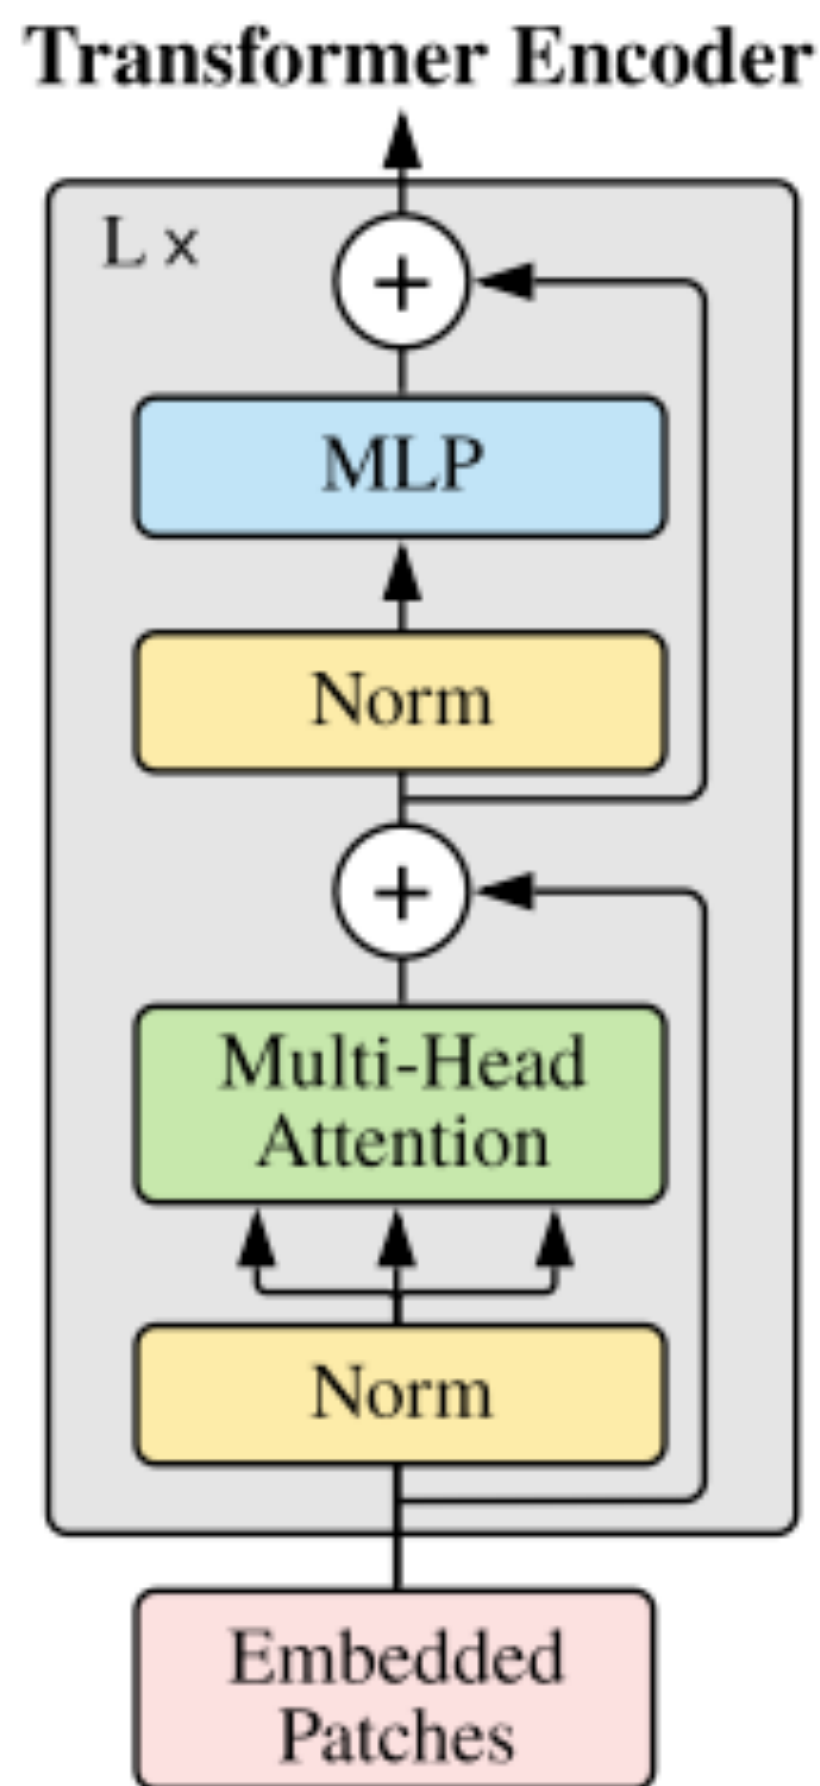 Transformer Encoder
L ×
+
MLP
Norm
+
Multi-Head
Attention
Norm
Embedded
Patches